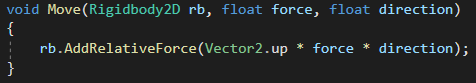 void Move(Rigidbody2D rb, float force, float direction)
{
    rb.AddRelativeForce(Vector2.up * force * direction);
}